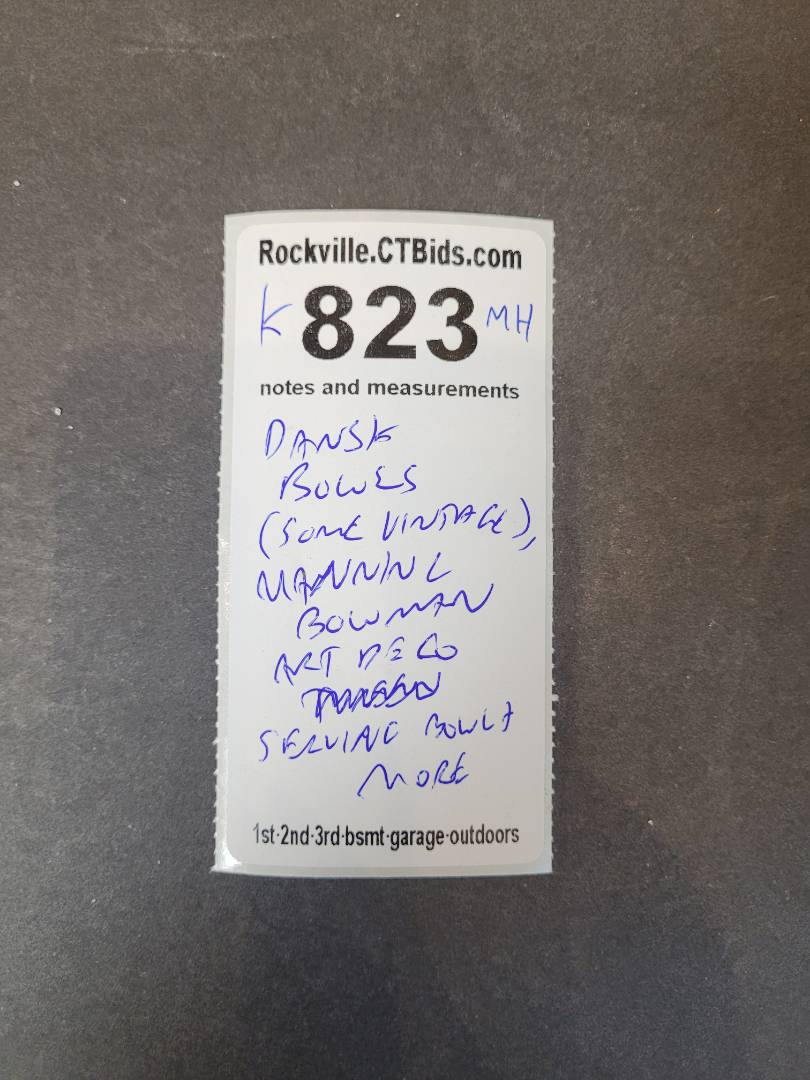 Rockville.CTBids.com
K 823 MH
notes and measurements
DANSK
BOWLS
(SOME VINTAGE),
MANNING
BOWMAN
ART DECO
SERVING BOWL &
MORE
1st·2nd·3rd·bsmt·garage·outdoors